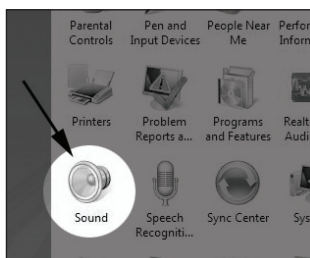 Parental Pen and People Near Perfor
Controls Input Devices Me Inform
Printers Problem Programs Realt
Reports a... and Features Audi
Sound Speech Sync Center Sys
Recogniti...